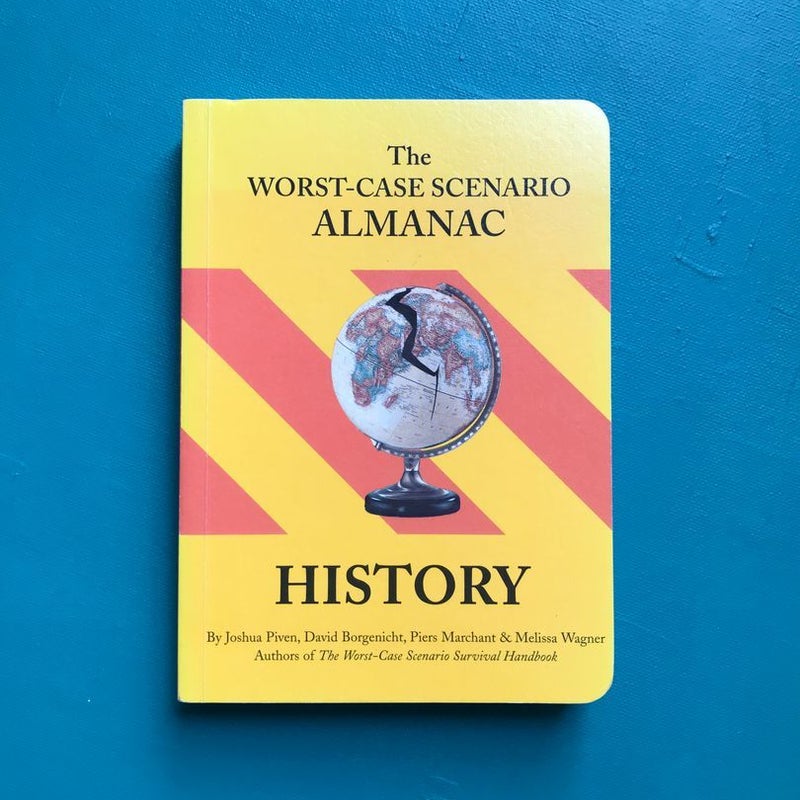 The
WORST-CASE SCENARIO
ALMANAC
HISTORY
By Joshua Piven, David Borgenicht, Piers Marchant & Melissa Wagner
Authors of The Worst-Case Scenario Survival Handbook